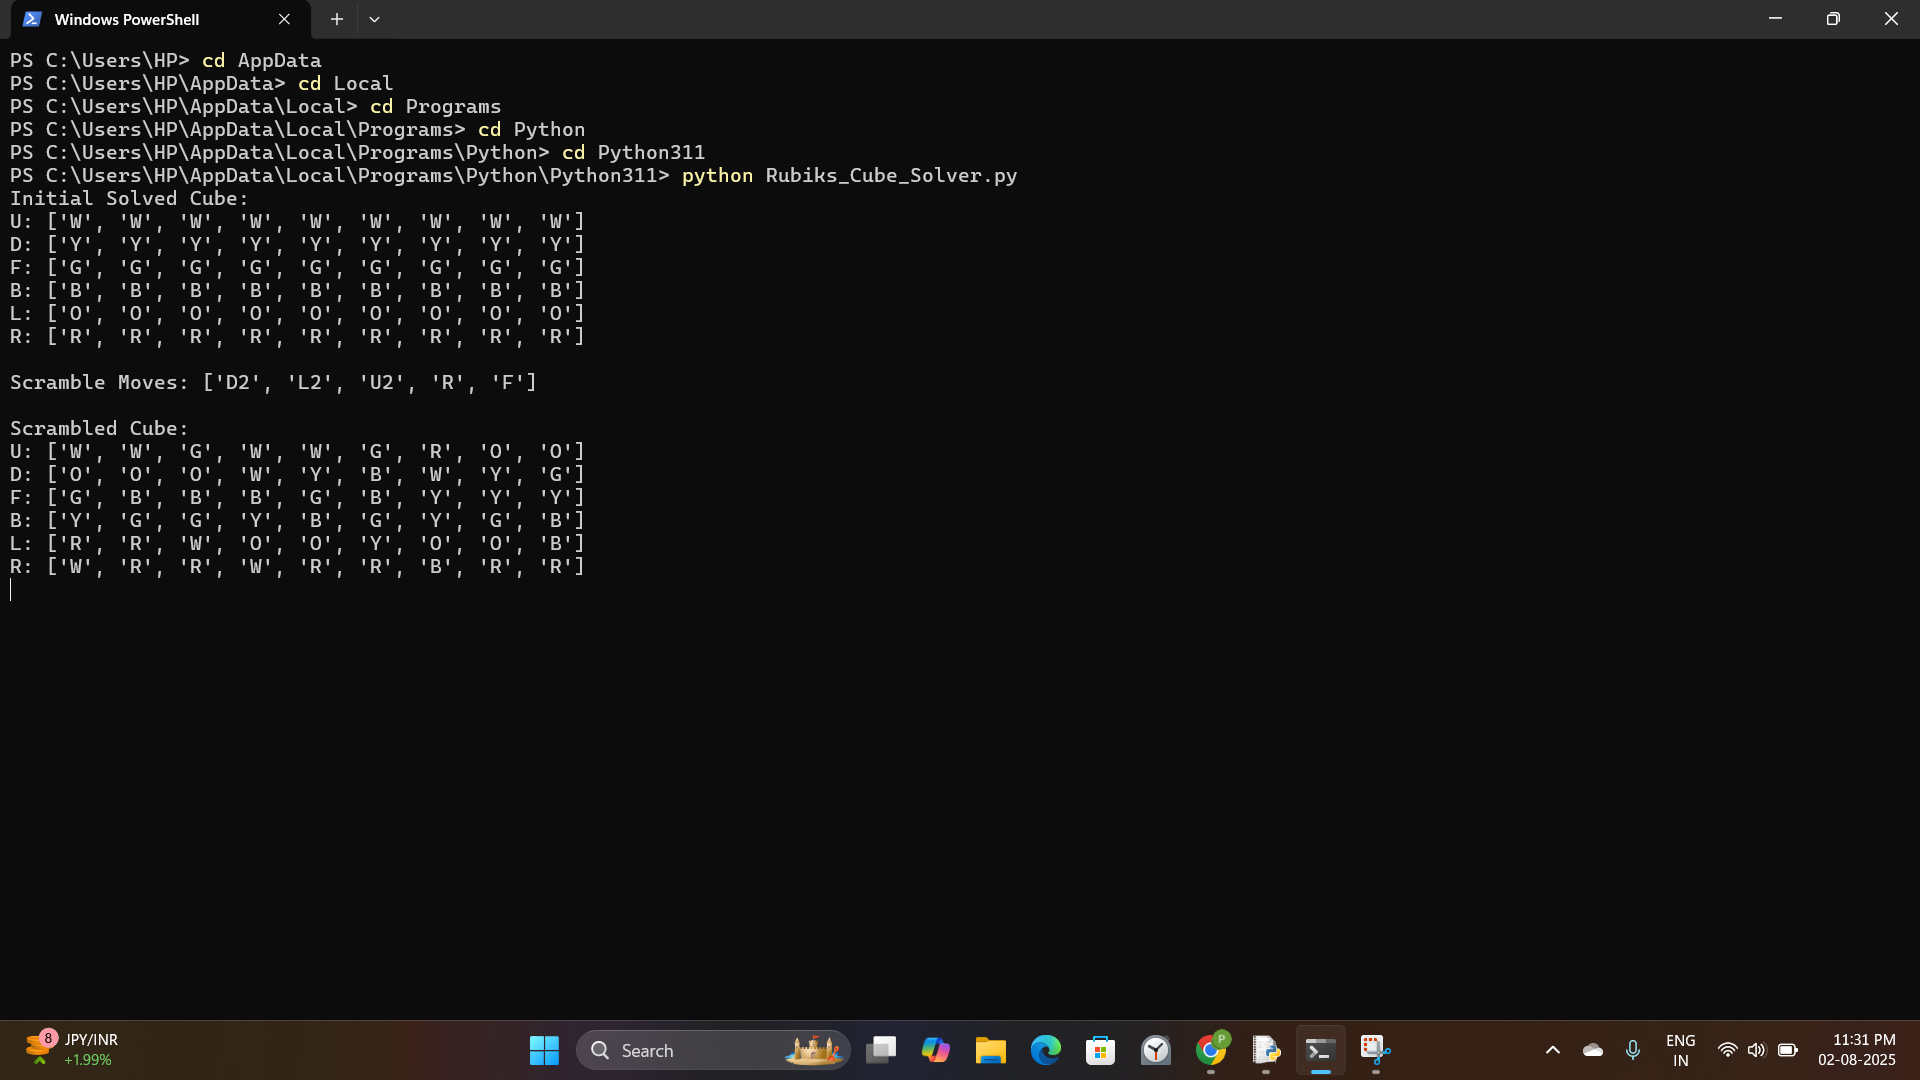 Windows PowerShell
PS C:\Users\HP> cd AppData
PS C:\Users\HP\AppData> cd Local
PS C:\Users\HP\AppData\Local> cd Programs
PS C:\Users\HP\AppData\Local\Programs> cd Python
PS C:\Users\HP\AppData\Local\Programs\Python> cd Python311
PS C:\Users\HP\AppData\Local\Programs\Python\Python311> python Rubiks_Cube_Solver.py
Initial Solved Cube:
U: ['W', 'W', 'W', 'W', 'W', 'W', 'W', 'W', 'W']
D: ['Y', 'Y', 'Y', 'Y', 'Y', 'Y', 'Y', 'Y', 'Y']
F: ['G', 'G', 'G', 'G', 'G', 'G', 'G', 'G', 'G']
B: ['B', 'B', 'B', 'B', 'B', 'B', 'B', 'B', 'B']
L: ['O', 'O', 'O', 'O', 'O', 'O', 'O', 'O', 'O']
R: ['R', 'R', 'R', 'R', 'R', 'R', 'R', 'R', 'R']
Scramble Moves: ['D2', 'L2', 'U2', 'R', 'F']
Scrambled Cube:
U: ['W', 'W', 'G', 'W', 'W', 'G', 'R', 'O', 'O']
D: ['O', 'O', 'O', 'W', 'Y', 'B', 'W', 'Y', 'G']
F: ['G', 'B', 'B', 'B', 'G', 'B', 'Y', 'Y', 'Y']
B: ['Y', 'G', 'G', 'Y', 'B', 'G', 'Y', 'G', 'B']
L: ['R', 'R', 'W', 'O', 'O', 'Y', 'O', 'O', 'B']
R: ['W', 'R', 'R', 'W', 'R', 'R', 'B', 'R', 'R']
8
JPY/INR
+1.99%
Search
P
ENG
IN
11:31 PM
02-08-2025